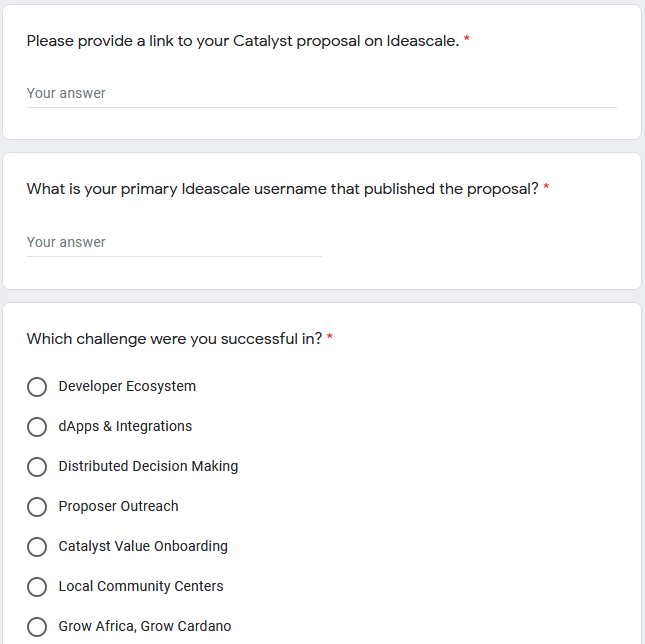 Please provide a link to your Catalyst proposal on Ideascale. *
Your answer
What is your primary Ideascale username that published the proposal? *
Your answer
Which challenge were you successful in? *
Developer Ecosystem
dApps & Integrations
Distributed Decision Making
Proposer Outreach
Catalyst Value Onboarding
Local Community Centers
Grow Africa, Grow Cardano